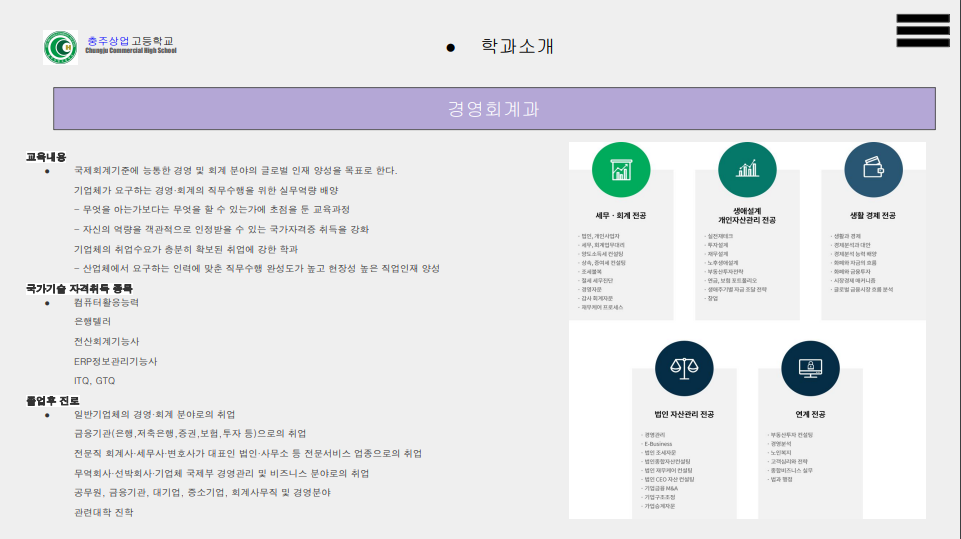 충주상업고등학교
Chungju Commercial High School
● 학과소개
경영회계과
교육내용
● 국제회계기준에 능통한 경영 및 회계 분야의 글로벌 인재 양성을 목표로 한다.
기업체가 요구하는 경영·회계의 직무수행을 위한 실무역량 배양
- 무엇을 아는가보다는 무엇을 할 수 있는가에 초점을 둔 교육과정
- 자신의 역량을 객관적으로 인정받을 수 있는 국가자격증 취득을 강화
기업체의 취업수요가 충분히 확보된 취업에 강한 학과
- 산업체에서 요구하는 인력에 맞춘 직무수행 완성도가 높고 현장성 높은 직업인재 양성
국가기술 자격취득 종목
● 컴퓨터활용능력
은행텔러
전산회계기능사
ERP정보관리기능사
ITQ, GTQ
졸업후 진로
● 일반기업체의 경영·회계 분야로의 취업
금융기관(은행,저축은행,증권,보험,투자 등)으로의 취업
전문직 회계사·세무사·변호사가 대표인 법인·사무소 등 전문서비스 업종으로의 취업
무역회사·선박회사·기업체 국제부 경영관리 및 비즈니스 분야로의 취업
공무원, 금융기관, 대기업, 중소기업, 회계사무직 및 경영분야
관련대학 진학
세무 · 회계 전공
· 법인, 개인사업자
· 세무, 회계업무대리
· 양도소득세 컨설팅
· 상속, 증여세 컨설팅
· 조세불복
· 절세 세무진단
· 경영자문
· 감사 회계자문
· 재무케어 프로세스
생애설계
개인자산관리 전공
· 실전재테크
· 투자설계
· 재무설계
· 노후생애설계
· 부동산투자전략
· 연금, 보험 포트폴리오
· 생애주기별 자금 조달 전략
· 창업
생활 경제 전공
· 생활과 경제
· 경제분석과 대안
· 경제분석 능력 배양
· 화폐와 자금의 흐름
· 화폐와 금융투자
· 시장경제 메커니즘
· 글로벌 금융시장 흐름 분석
법인 자산관리 전공
· 경영관리
· E-Business
· 법인 조세자문
· 법인종합자산컨설팅
· 법인 재무케어 컨설팅
· 법인 CEO 자산 컨설팅
· 기업금융 M&A
· 기업구조조정
· 기업승계자문
연계 전공
· 부동산투자 컨설팅
· 경영분석
· 노인복지
· 고객심리와 전략
· 통합비즈니스 실무
· 법과 행정